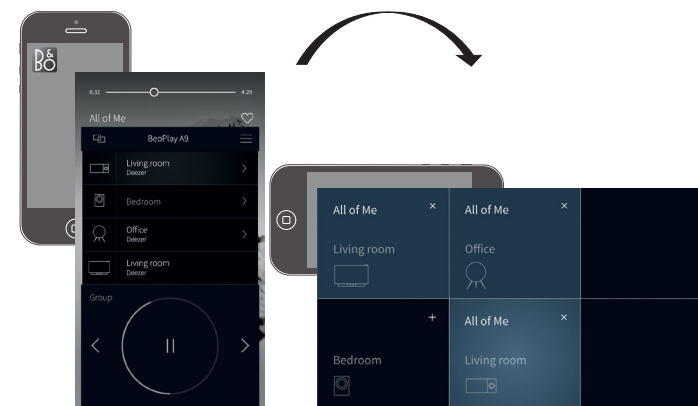 B&O
0.32 4.29
All of Me
BeoPlay A9
Living room
Deezer
Bedroom
Office
Deezer
Living room
Deezer
Group
All of Me ×
Living room
All of Me ×
Office
+
Bedroom
All of Me ×
Living room